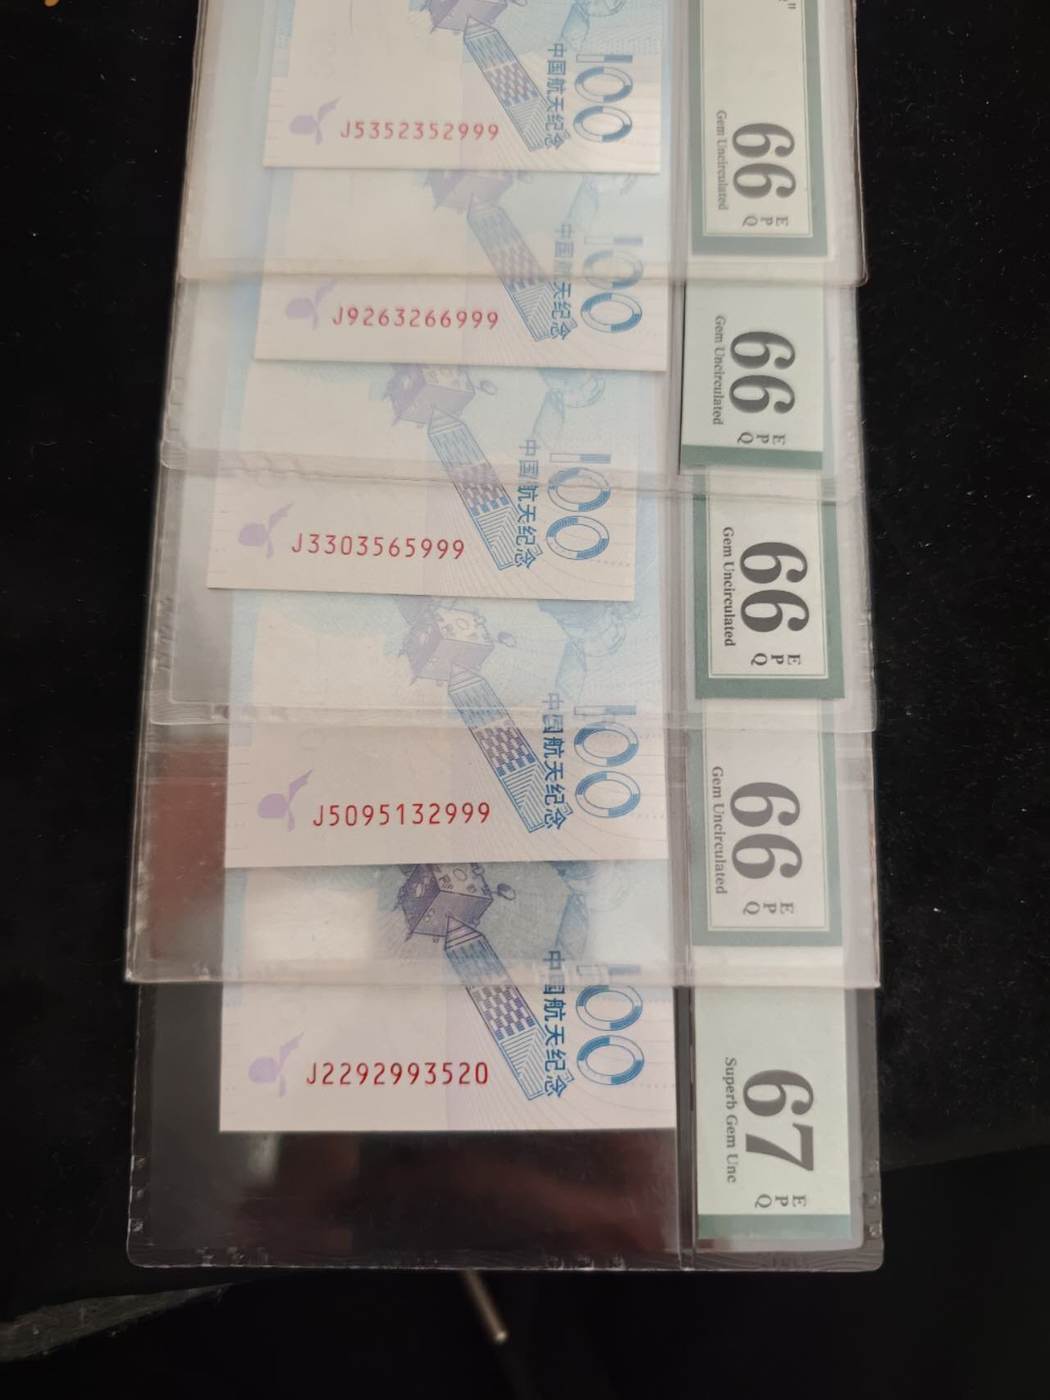 J5352352999
中国航天纪念
100
66
EPQ
Gem Uncirculated
J9263266999
中国航天纪念
100
66
EPQ
Gem Uncirculated
J3303565999
中国航天纪念
100
66
EPQ
Gem Uncirculated
J5095132999
中国航天纪念
100
66
EPQ
Gem Uncirculated
J2292993520
中国航天纪念
100
67
EPQ
Superb Gem Unc